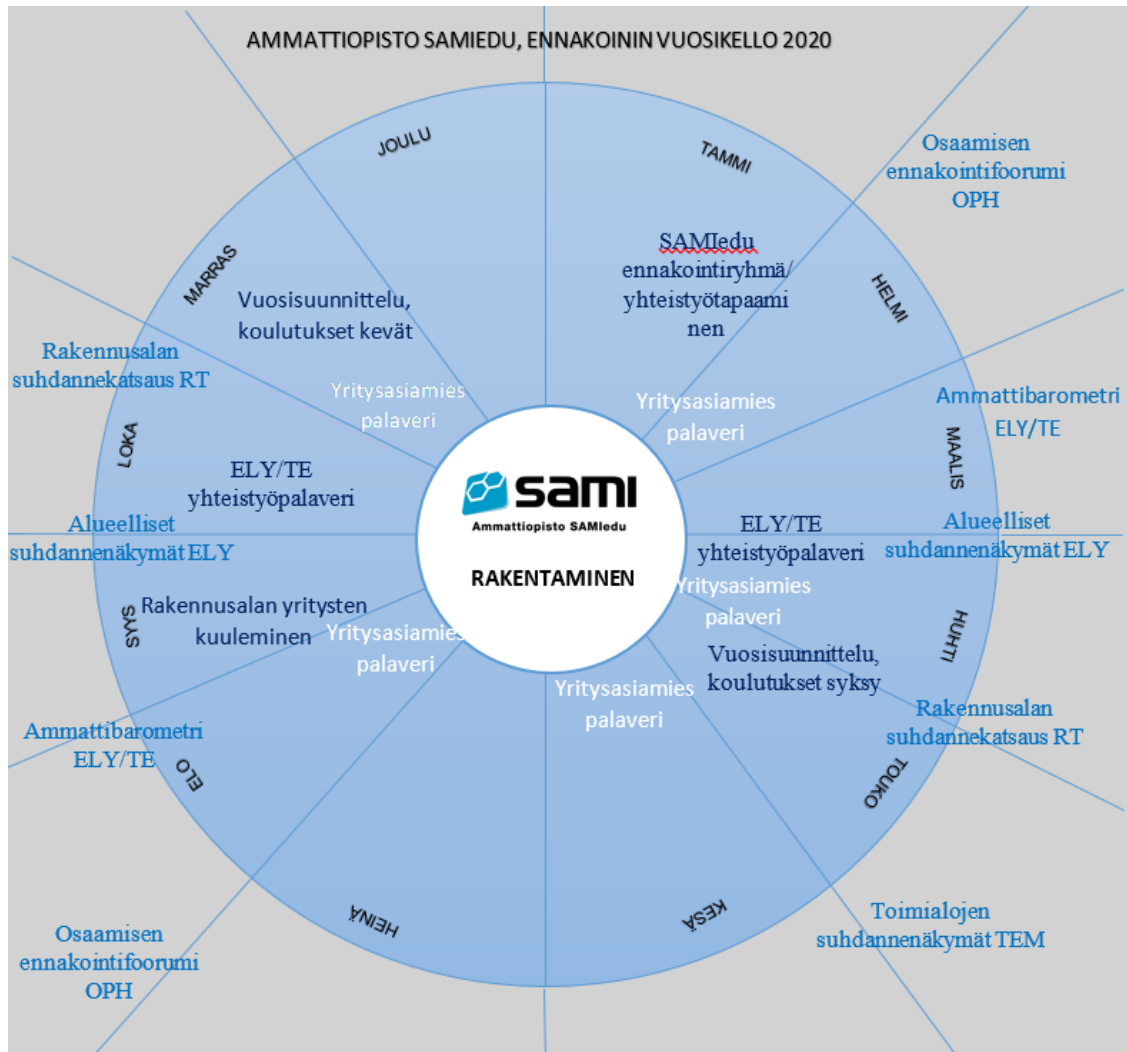 AMMATTIOPISTO SAMIEDU, ENNAKOININ VUOSIKELLO 2020
JOULU
TAMMI
Osaamisen
ennakointifoorumi
OPH
SAMIedu
ennakointiryhmä/
yhteistyötapaami
nen
HELMI
MARRAS
Vuosisuunnittelu,
koulutukset kevät
Rakennusalan
suhdannekatsaus RT
Yritysasiamies
palaveri
Yritysasiamies
palaveri
Ammattibarometri
ELY/TE
MAALIS
LOKA
ELY/TE
yhteistyöpalaveri
sami
Ammattiopisto SAMIedu
RAKENTAMINEN
ELY/TE
yhteistyöpalaveri
Alueelliset
suhdannenäkymät ELY
Alueelliset
suhdannenäkymät ELY
SYYS
Rakennusalan yritysten
kuuleminen
Yritysasiamies
palaveri
Yritysasiamies
palaveri
HUHTI
Vuosisuunnittelu,
koulutukset syksy
Yritysasiamies
palaveri
Rakennusalan
suhdannekatsaus RT
Ammattibarometri
ELY/TE
ELO
TOUKO
HEINÄ
KESÄ
Toimialojen
suhdannenäkymät TEM
Osaamisen
ennakointifoorumi
OPH